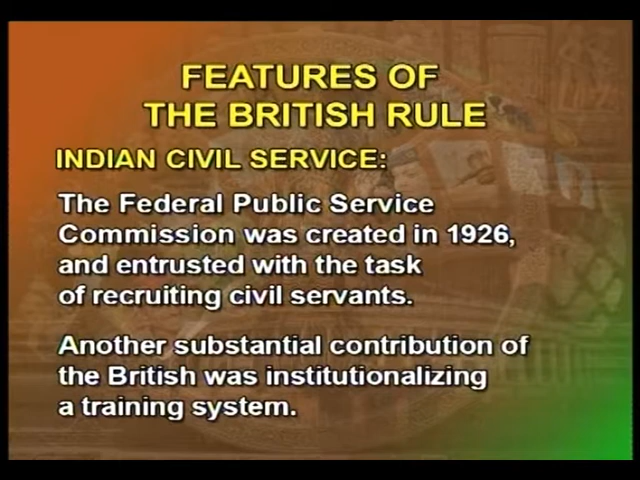 FEATURES OF
THE BRITISH RULE
INDIAN CIVIL SERVICE:
The Federal Public Service
Commission was created in 1926,
and entrusted with the task
of recruiting civil servants.
Another substantial contribution of
the British was institutionalizing
a training system.